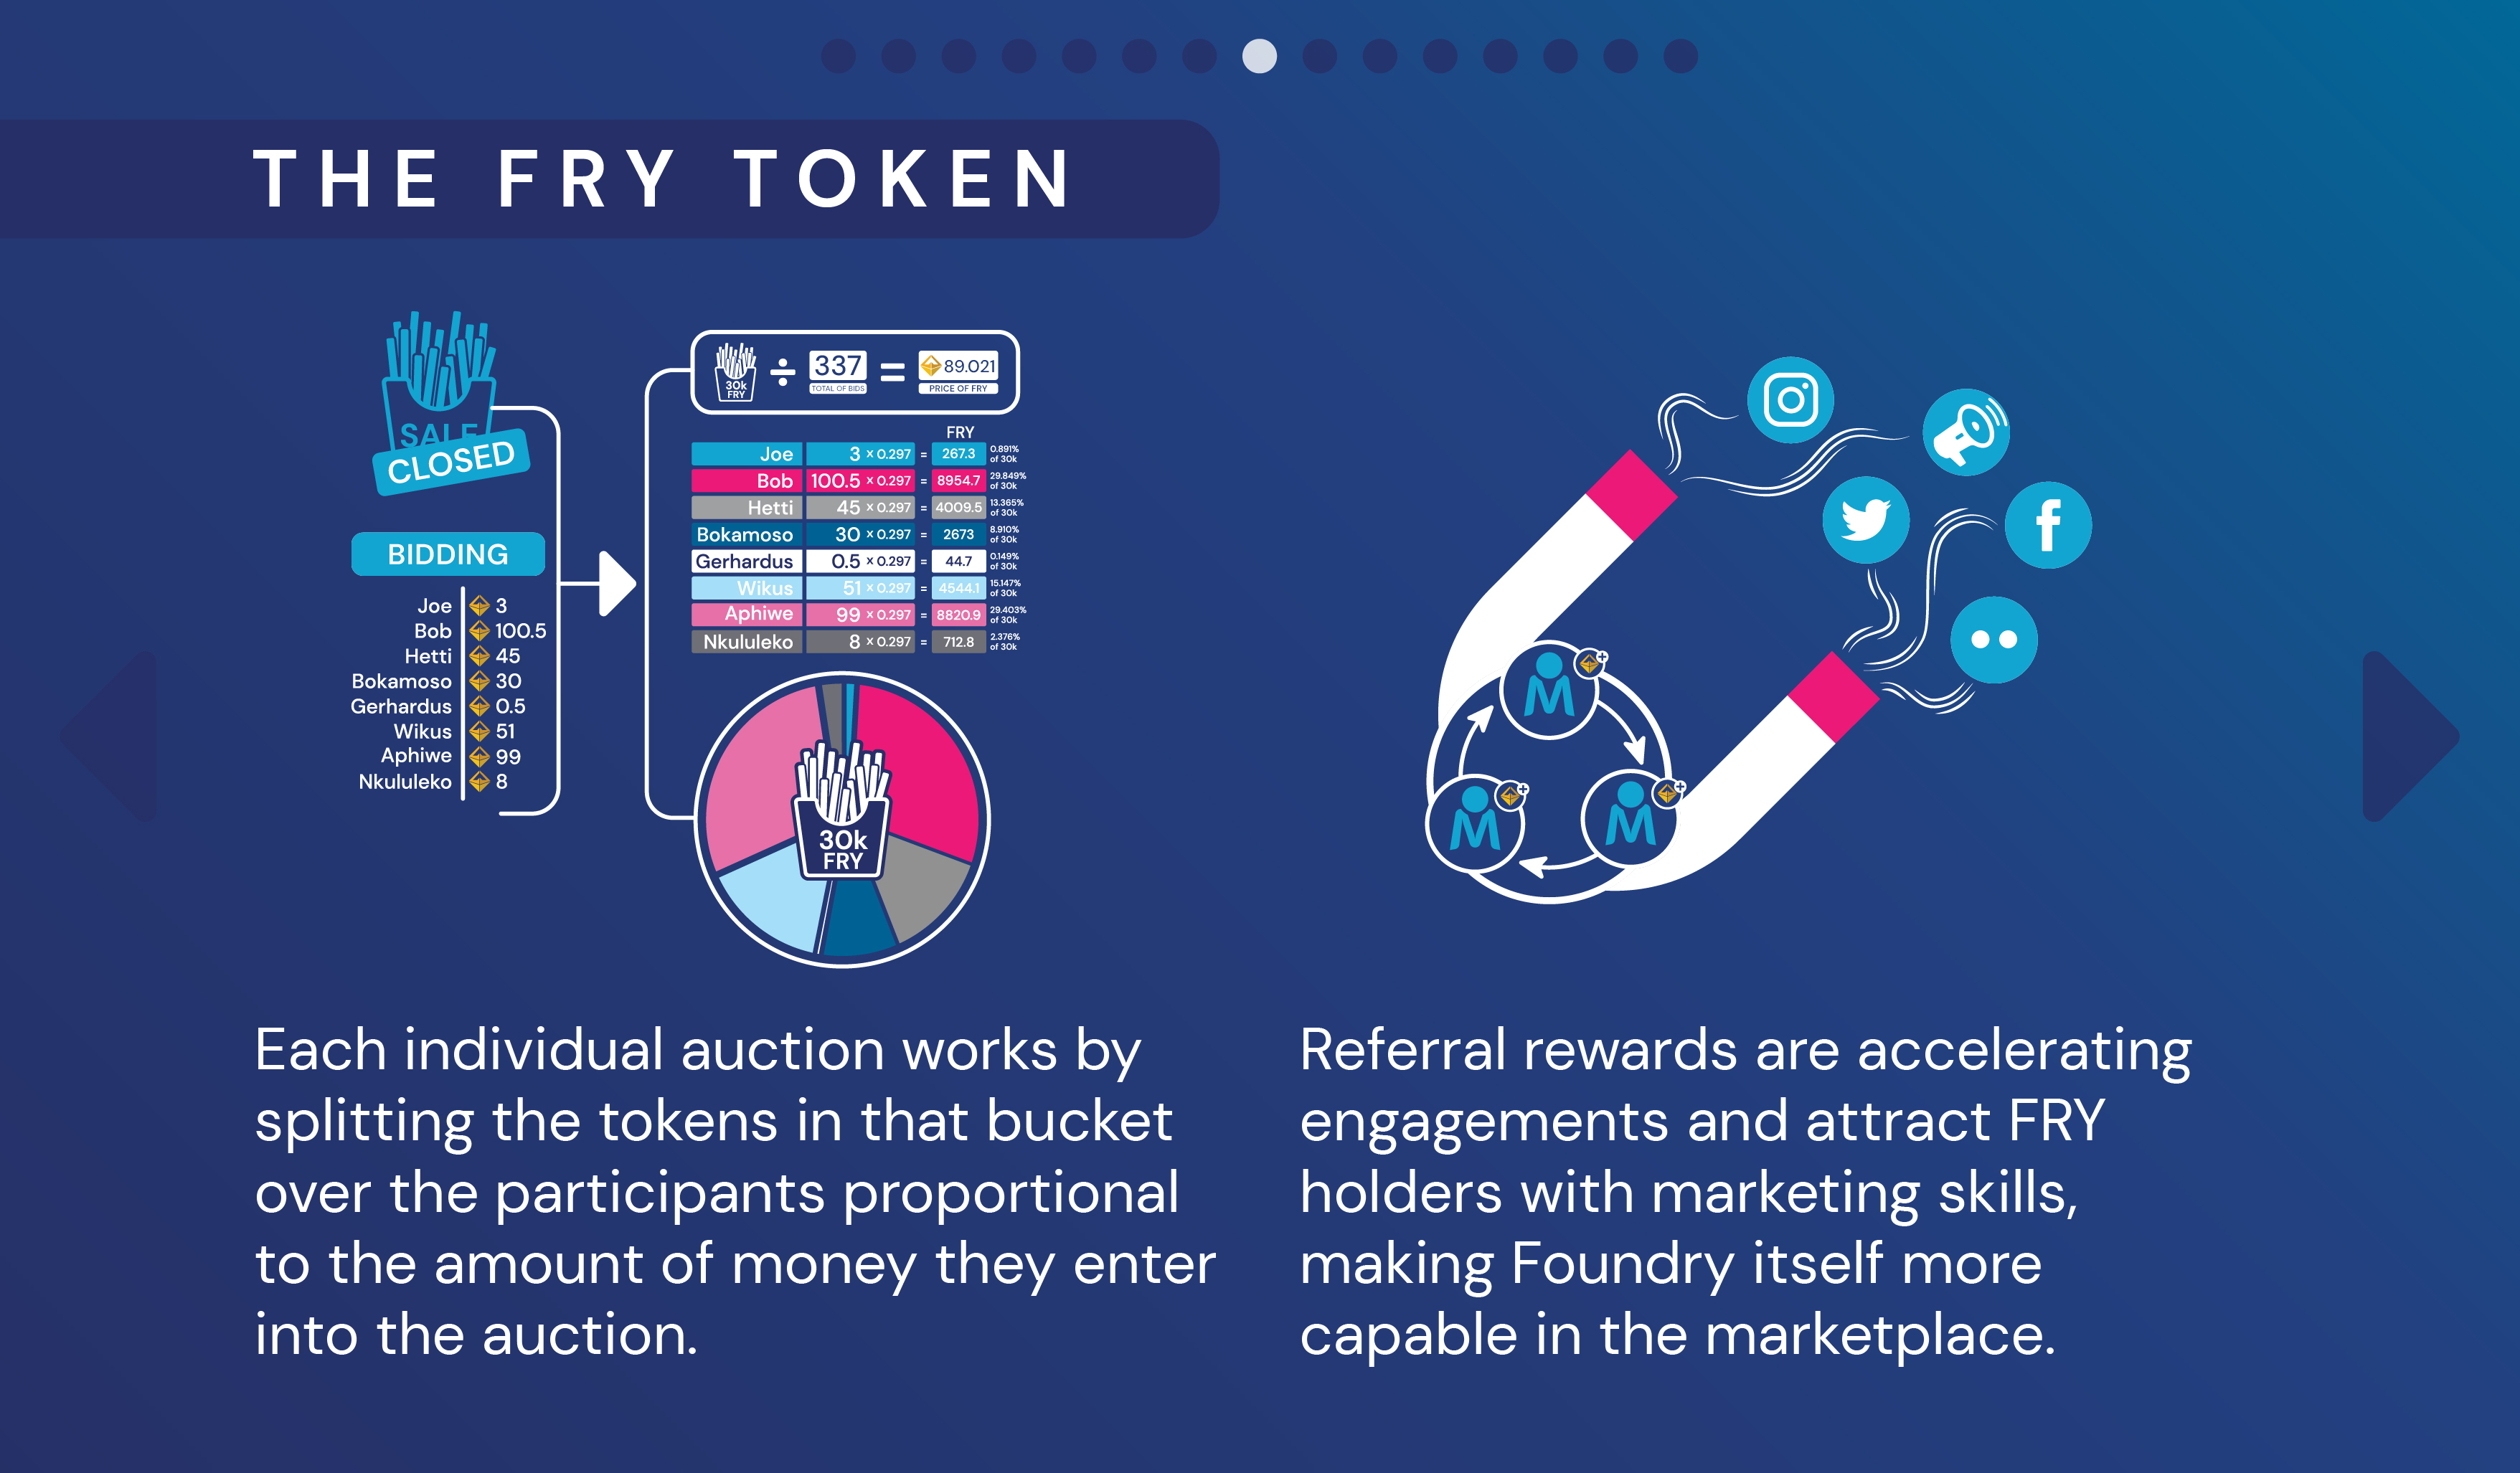 THE FRY TOKEN
SALE
CLOSED
BIDDING
Joe 3
Bob 100.5
Hetti 45
Bokamoso 30
Gerhardus 0.5
Wikus 51
Aphiwe 99
Nkululeko 8
30k FRY ÷ 337 = 89.021
TOTAL OF BIDS PRICE OF FRY
FRY
Joe 3 x 0.297 = 267.3 0.891% of 30k
Bob 100.5 x 0.297 = 8954.7 29.849% of 30k
Hetti 45 x 0.297 = 4009.5 13.365% of 30k
Bokamoso 30 x 0.297 = 2673 8.910% of 30k
Gerhardus 0.5 x 0.297 = 44.7 0.149% of 30k
Wikus 51 x 0.297 = 4544.1 15.147% of 30k
Aphiwe 99 x 0.297 = 8820.9 29.403% of 30k
Nkululeko 8 x 0.297 = 712.8 2.376% of 30k
30k
FRY
Each individual auction works by
splitting the tokens in that bucket
over the participants proportional
to the amount of money they enter
into the auction.
Referral rewards are accelerating
engagements and attract FRY
holders with marketing skills,
making Foundry itself more
capable in the marketplace.